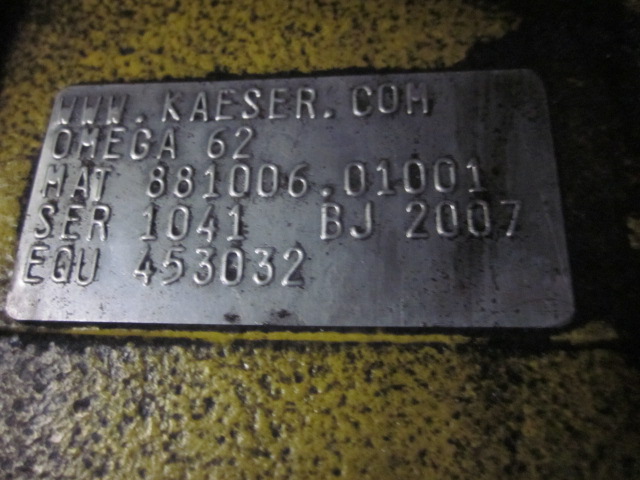 WWW.KAESER.COM
OMEGA 62
MAT 881006.01001
SER 1041 BJ 2007
EQU 453032